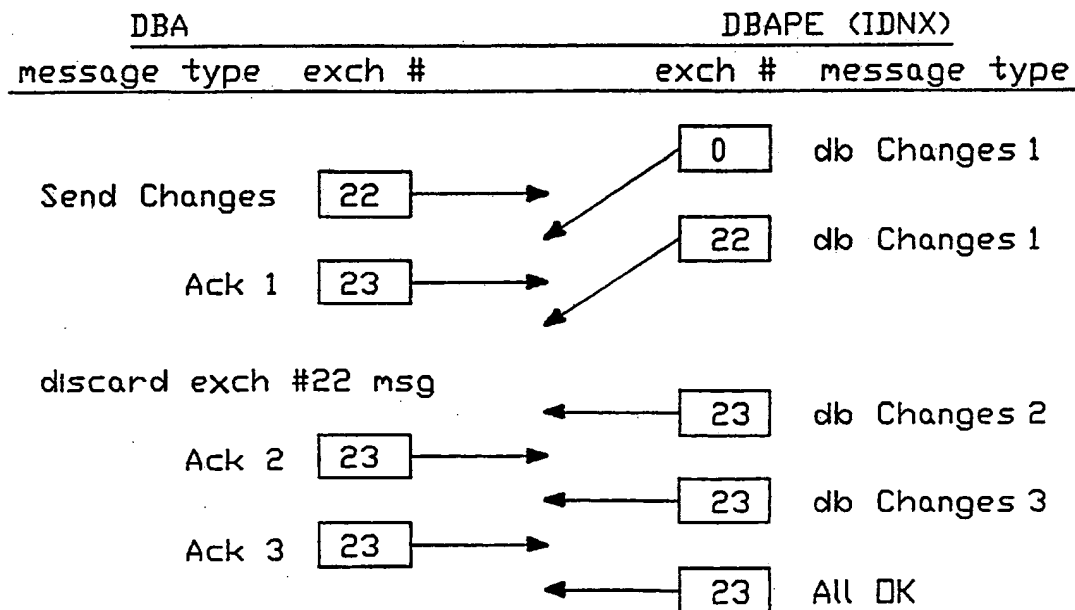 DBA DBAPE (IDNX)
message type exch # exch # message type
0 db Changes 1
Send Changes 22
22 db Changes 1
Ack 1 23
discard exch #22 msg
23 db Changes 2
Ack 2 23
23 db Changes 3
Ack 3 23
23 All OK